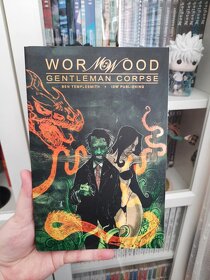 WORMWOOD
GENTLEMAN CORPSE
BEN TEMPLESMITH • IDW PUBLISHING